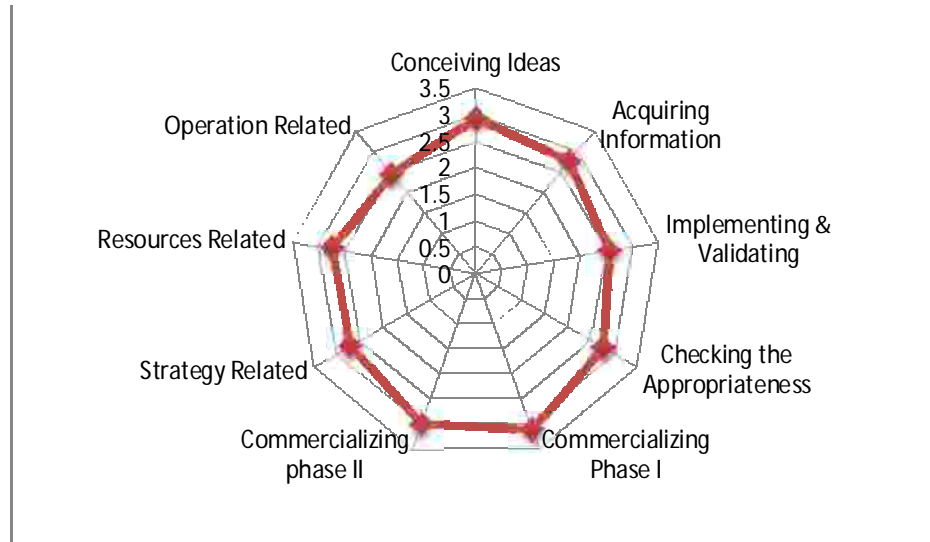 Conceiving Ideas
3.5
3
2.5
2
1.5
1
0.5
0
Acquiring
Information
Implementing &
Validating
Checking the
Appropriateness
Commercializing
Phase I
Commercializing
phase II
Strategy Related
Resources Related
Operation Related